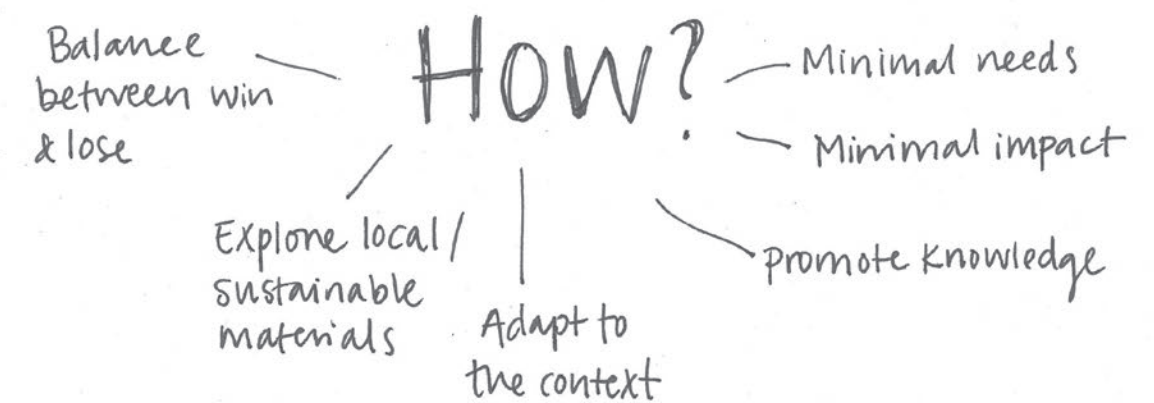 How?
Balance
between win
& lose
Explore local/
sustainable
materials
Adapt to
the context
promote knowledge
Minimal impact
Minimal needs